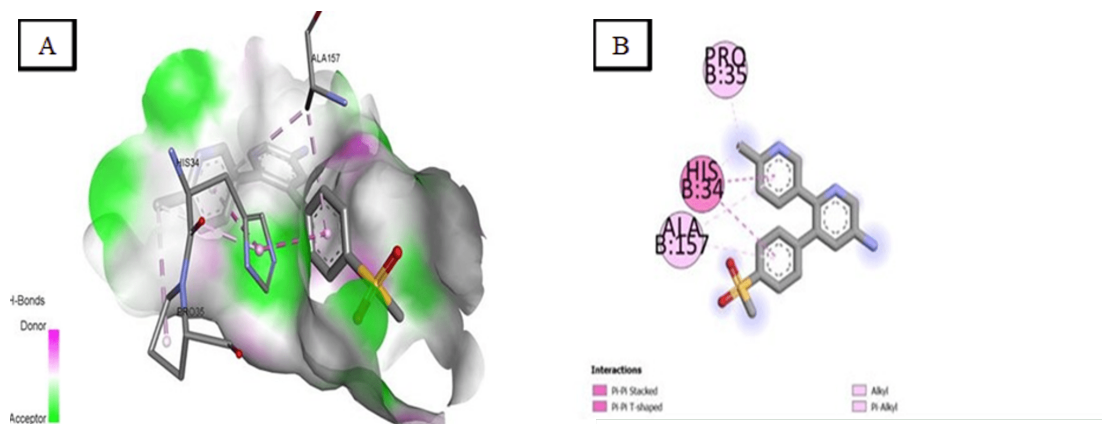 A
ALA157
HIS34
PRO35
H-Bonds
Donor
Acceptor
B
PRO
B:35
HIS
B:34
ALA
B:157
Interactions
Pi-Pi Stacked
Pi-Pi T-shaped
Alkyl
Pi-Alkyl